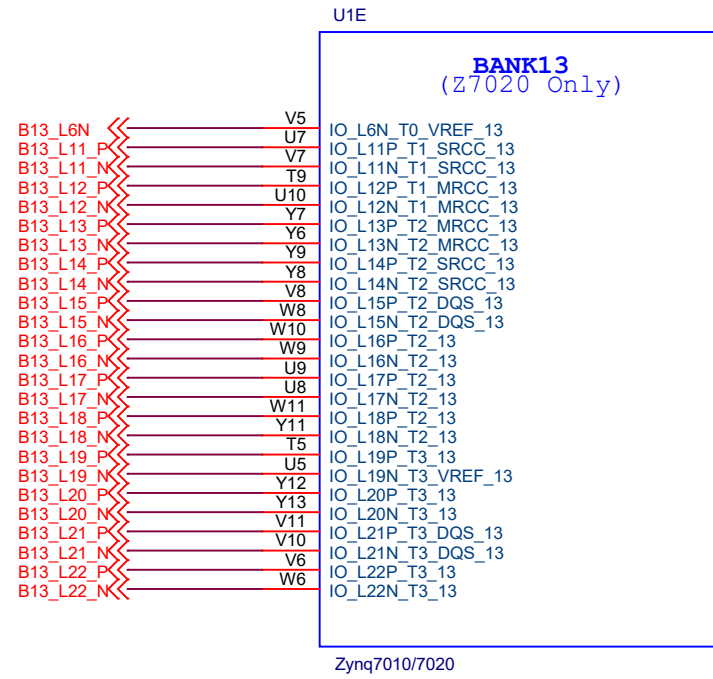 U1E
BANK13
(Z7020 Only)
B13_L6N V5 IO_L6N_T0_VREF_13
B13_L11_P U7 IO_L11P_T1_SRCC_13
B13_L11_N V7 IO_L11N_T1_SRCC_13
B13_L12_P T9 IO_L12P_T1_MRCC_13
B13_L12_N U10 IO_L12N_T1_MRCC_13
B13_L13_P Y7 IO_L13P_T2_MRCC_13
B13_L13_N Y6 IO_L13N_T2_MRCC_13
B13_L14_P Y9 IO_L14P_T2_SRCC_13
B13_L14_N Y8 IO_L14N_T2_SRCC_13
B13_L15_P V8 IO_L15P_T2_DQS_13
B13_L15_N W8 IO_L15N_T2_DQS_13
B13_L16_P W10 IO_L16P_T2_13
B13_L16_N W9 IO_L16N_T2_13
B13_L17_P U9 IO_L17P_T2_13
B13_L17_N U8 IO_L17N_T2_13
B13_L18_P W11 IO_L18P_T2_13
B13_L18_N Y11 IO_L18N_T2_13
B13_L19_P T5 IO_L19P_T3_13
B13_L19_N U5 IO_L19N_T3_VREF_13
B13_L20_P Y12 IO_L20P_T3_13
B13_L20_N Y13 IO_L20N_T3_13
B13_L21_P V11 IO_L21P_T3_DQS_13
B13_L21_N V10 IO_L21N_T3_DQS_13
B13_L22_P V6 IO_L22P_T3_13
B13_L22_N W6 IO_L22N_T3_13
Zynq7010/7020